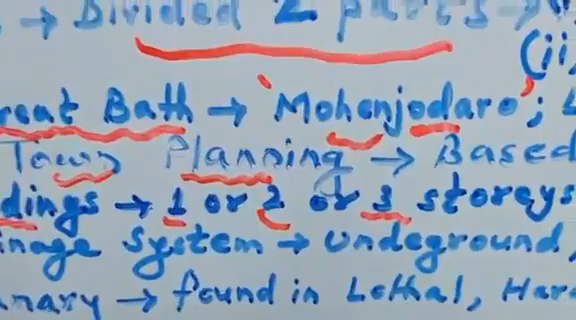 → Divided 2 parts →
(ii
reat Bath → 'Mohenjodaro';
Town Planning → Based
dings → 1 or 2 or 3 storeys
inage system → Undeground,
nary → found in Lothal, Har